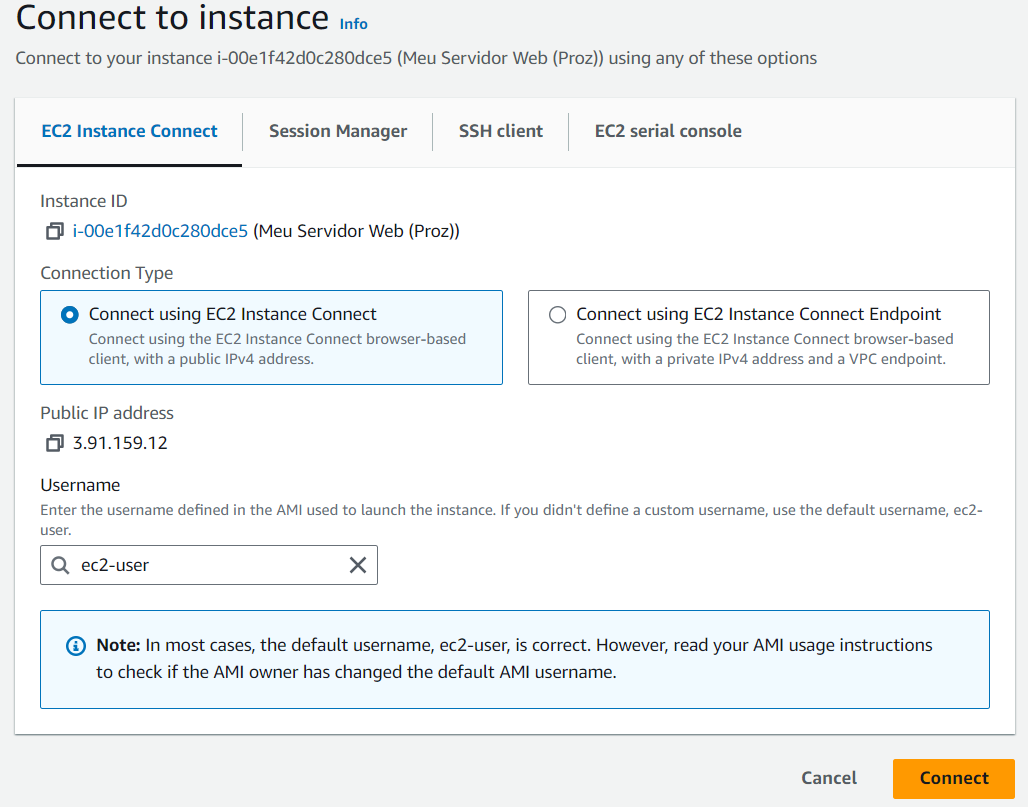 Connect to instance Info
Connect to your instance i-00e1f42d0c280dce5 (Meu Servidor Web (Proz)) using any of these options
EC2 Instance Connect
Session Manager
SSH client
EC2 serial console
Instance ID
i-00e1f42d0c280dce5 (Meu Servidor Web (Proz))
Connection Type
Connect using EC2 Instance Connect
Connect using the EC2 Instance Connect browser-based
client, with a public IPv4 address.
Connect using EC2 Instance Connect Endpoint
Connect using the EC2 Instance Connect browser-based
client, with a private IPv4 address and a VPC endpoint.
Public IP address
3.91.159.12
Username
Enter the username defined in the AMI used to launch the instance. If you didn't define a custom username, use the default username, ec2-
user.
ec2-user
Note: In most cases, the default username, ec2-user, is correct. However, read your AMI usage instructions
to check if the AMI owner has changed the default AMI username.
Cancel
Connect